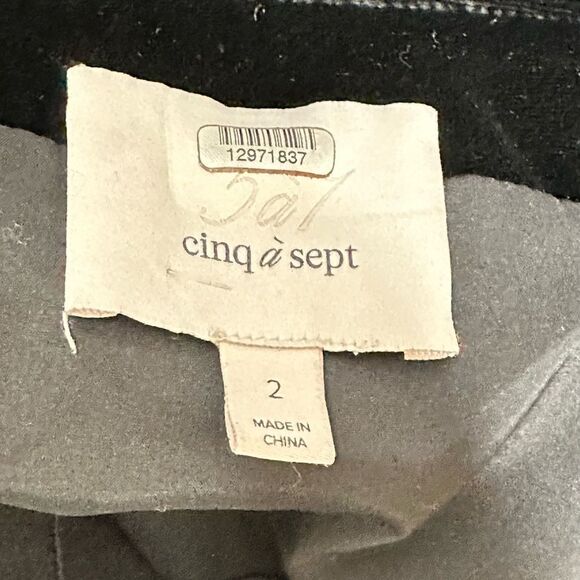 12971837
5à7
cinq à sept
2
MADE IN
CHINA